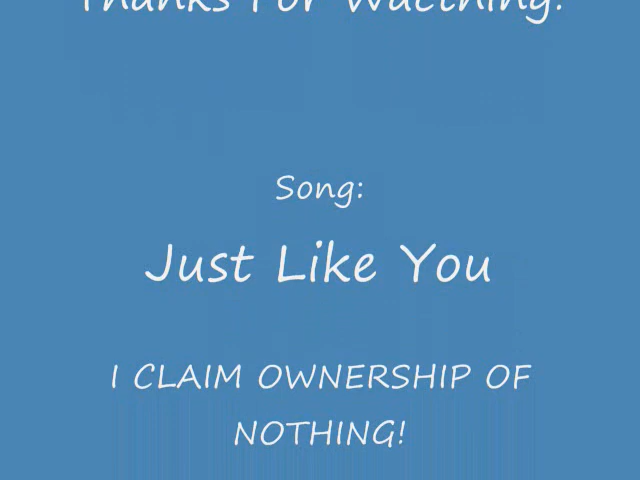 Thanks For Watching!
Song:
Just Like You
I CLAIM OWNERSHIP OF
NOTHING!